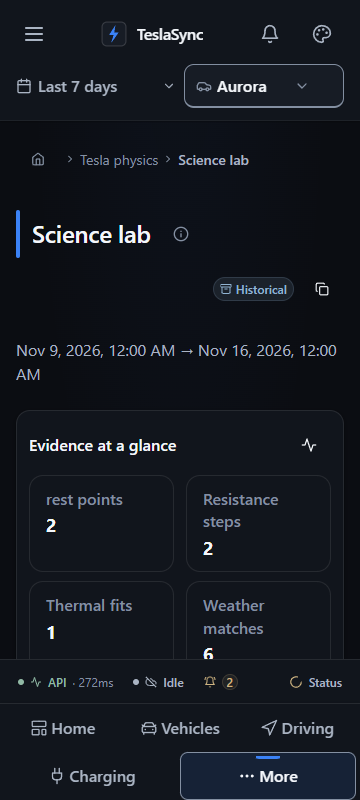 TeslaSync
Last 7 days
Aurora
Tesla physics
Science lab
Science lab
Historical
Nov 9, 2026, 12:00 AM → Nov 16, 2026, 12:00
AM
Evidence at a glance
rest points
2
Resistance
steps
2
Thermal fits
1
Weather
matches
6
API · 272ms
Idle
2
Status
Home
Vehicles
Driving
Charging
More